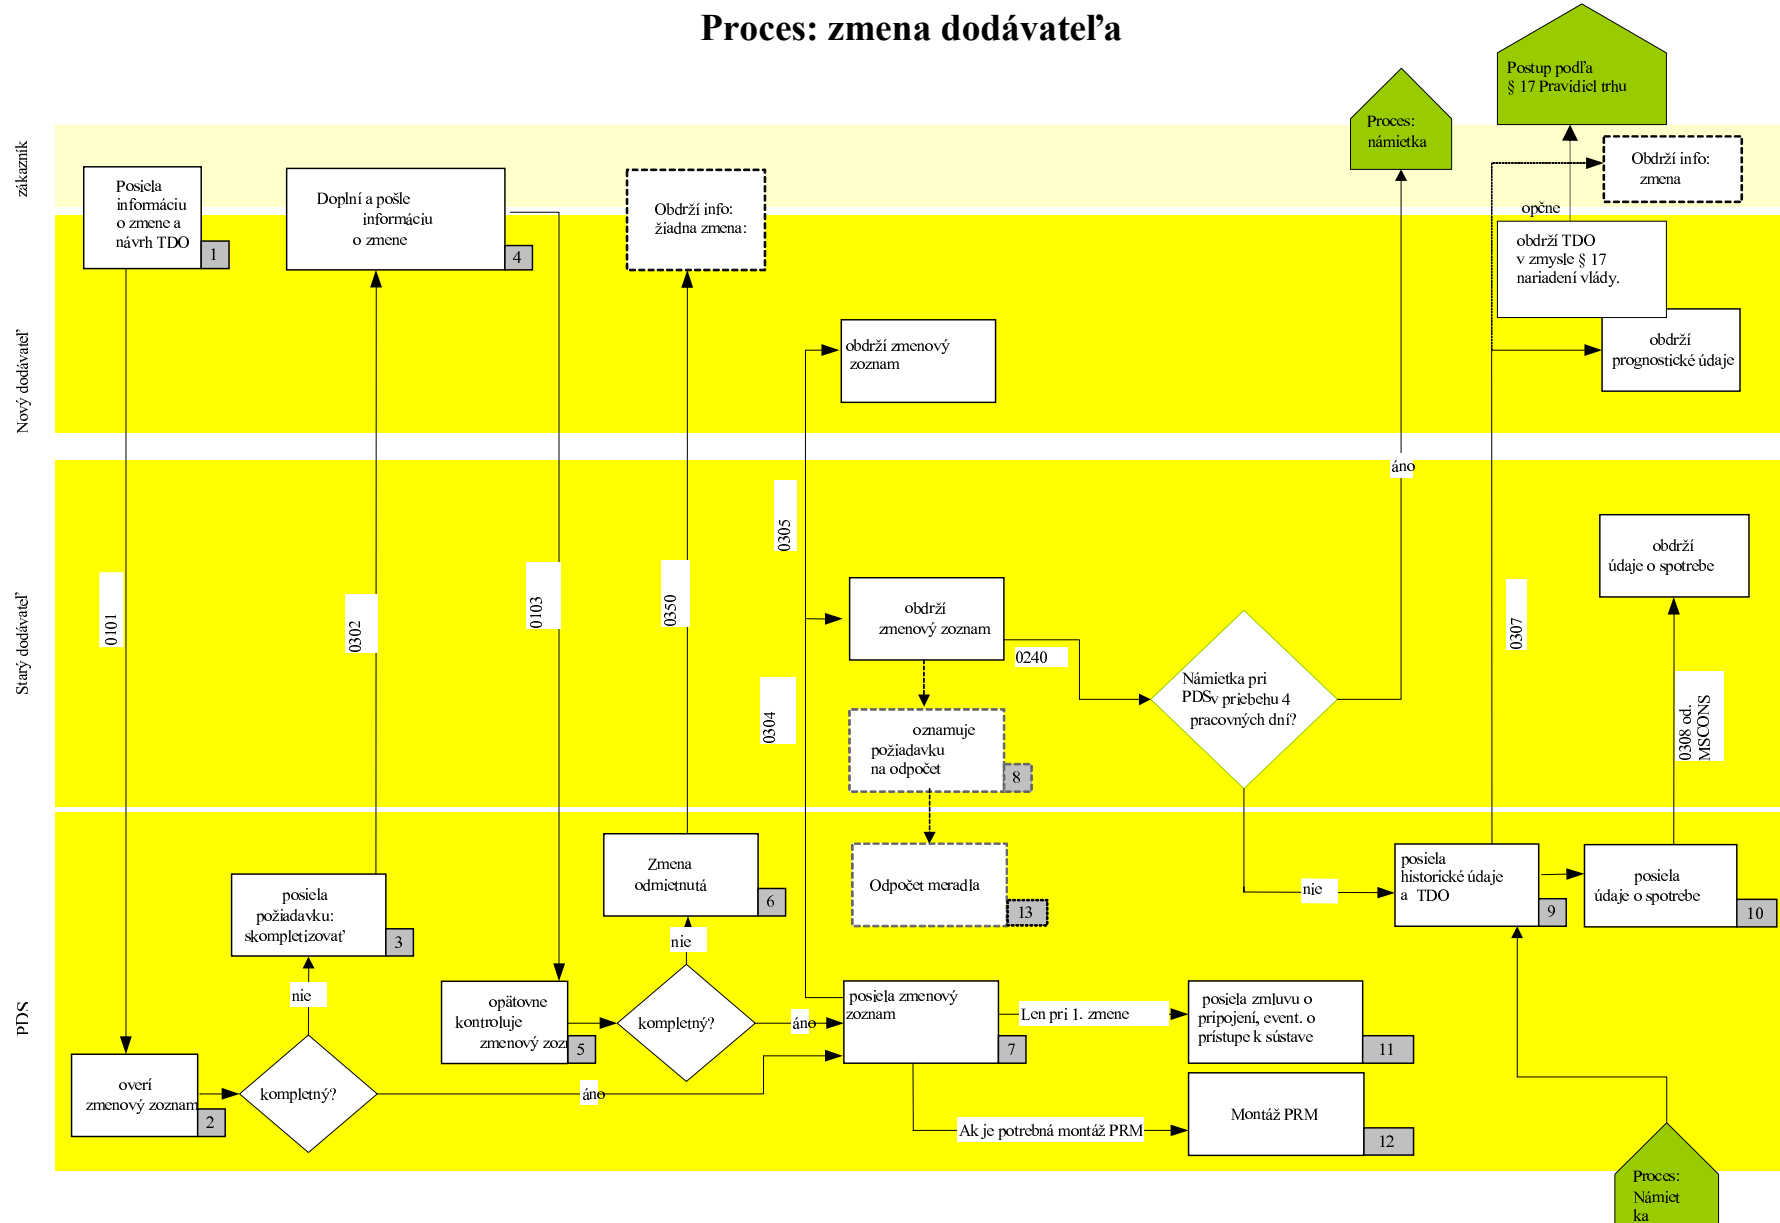 Proces: zmena dodávateľa
Postup podľa
§ 17 Pravidiel trhu
Proces:
námietka
zákazník
Posiela
informáciu
o zmene a
návrh TDO
1
Doplní a pošle
informáciu
o zmene
4
Obdrží info:
žiadna zmena:
Obdrží info:
zmena
opčne
obdrží TDO
v zmysle § 17
nariadení vlády.
Nový dodávateľ
obdrží zmenový
zoznam
obdrží
prognostické údaje
áno
Starý dodávateľ
0101
0302
0103
0350
0305
0304
obdrží
zmenový zoznam
0240
oznamuje
požiadavku
na odpočet
8
Námietka pri
PDSv priebehu 4
pracovných dní?
0307
obdrží
údaje o spotrebe
0308 od.
MSCONS
PDS
posiela
požiadavku:
skompletizovať
3
nie
overí
zmenový zoznam
2
kompletný?
áno
opätovne
kontroluje
5
kompletný?
nie
Zmena
odmietnutá
6
áno
Odpočet meradla
13
posiela zmenový
zoznam
7
Len pri 1. zmene
posiela zmluvu o
pripojení, event. o
prístupe k sústave
11
Ak je potrebná montáž PRM
Montáž PRM
12
nie
posiela
historické údaje
a TDO
9
posiela
údaje o spotrebe
10
Proces:
Námiet
ka